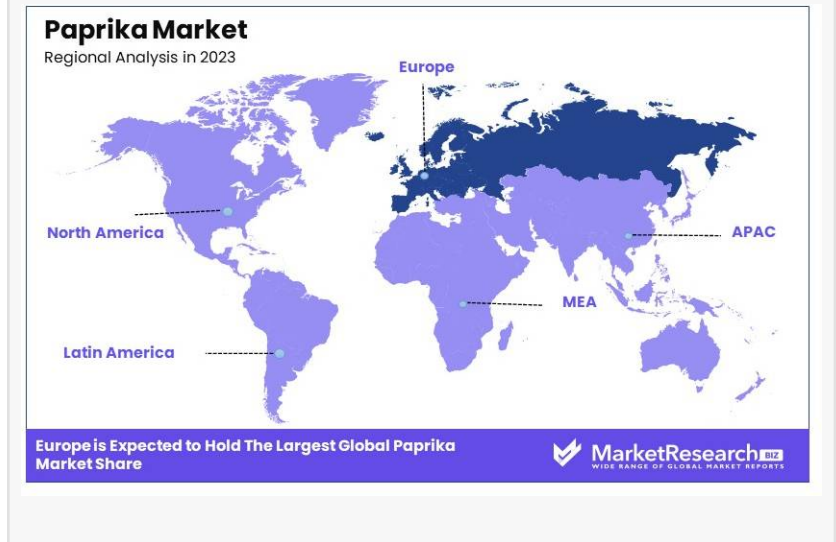 Paprika Market
Regional Analysis in 2023
Europe
North America
APAC
MEA
Latin America
Europe is Expected to Hold The Largest Global Paprika
Market Share
MarketResearch BIZ
WIDE RANGE OF GLOBAL MARKET REPORTS